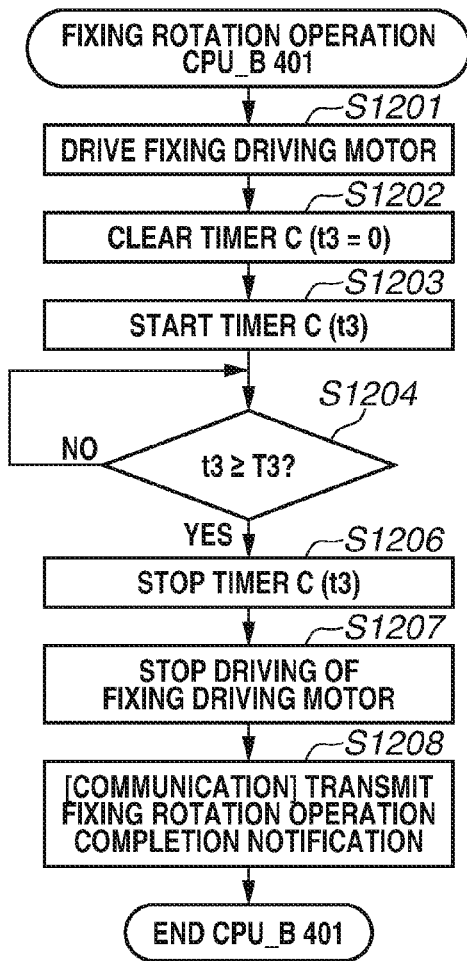 FIXING ROTATION OPERATION
CPU_B 401
S1201
DRIVE FIXING DRIVING MOTOR
S1202
CLEAR TIMER C (t3 = 0)
S1203
START TIMER C (t3)
S1204
NO
t3 ≥ T3?
YES
S1206
STOP TIMER C (t3)
S1207
STOP DRIVING OF
FIXING DRIVING MOTOR
S1208
[COMMUNICATION] TRANSMIT
FIXING ROTATION OPERATION
COMPLETION NOTIFICATION
END CPU_B 401